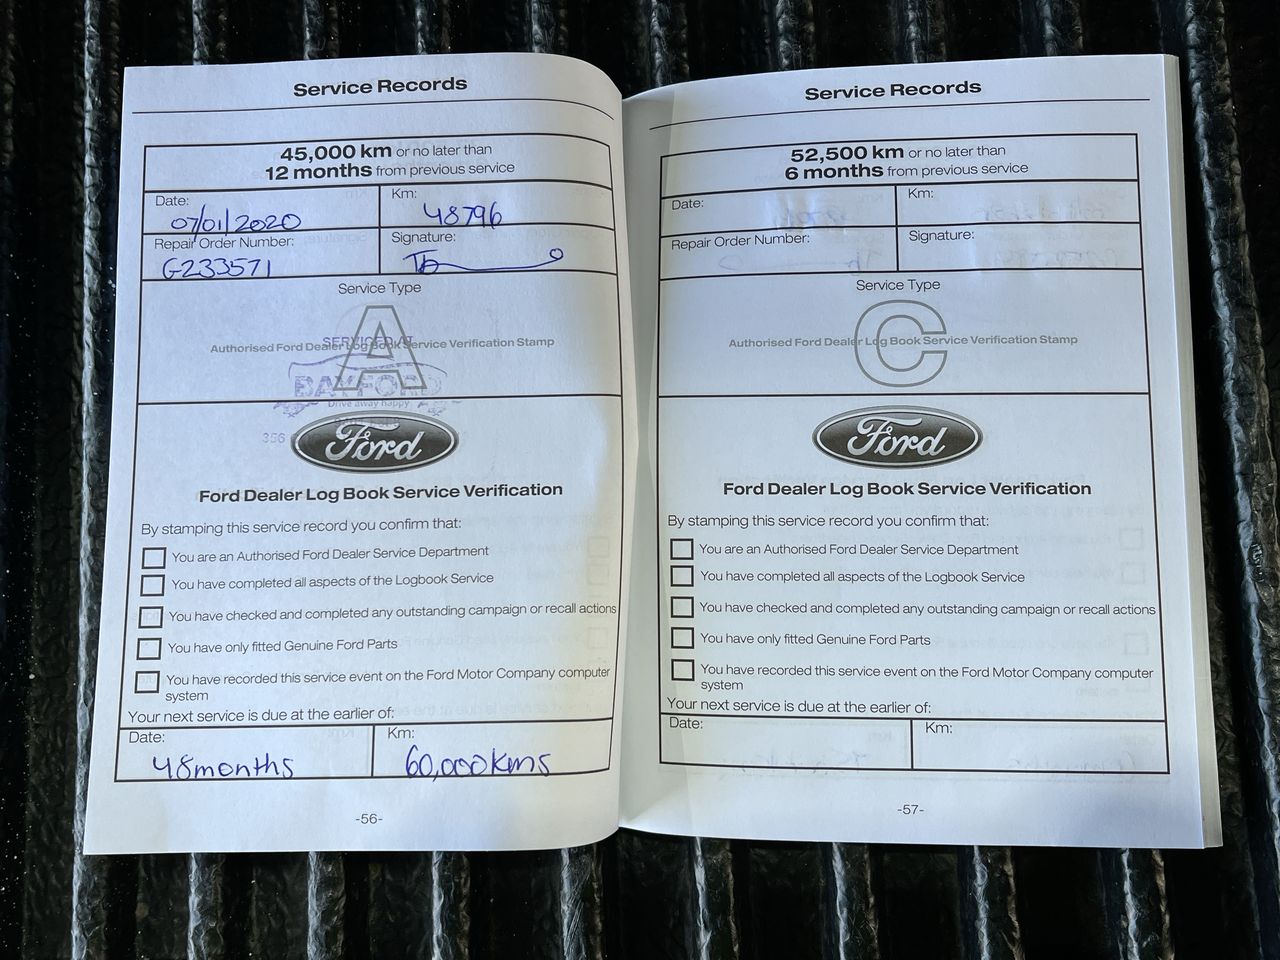 Service Records
45,000 km or no later than
12 months from previous service
Date:
07/01/2020
Km:
48796
Repair Order Number:
G233571
Signature:
Service Type
A
Authorised Ford Dealer Log Book Service Verification Stamp
SERVICED AT
BAYFORD
Drive away happy
356
Ford
Ford Dealer Log Book Service Verification
By stamping this service record you confirm that:
You are an Authorised Ford Dealer Service Department
You have completed all aspects of the Logbook Service
You have checked and completed any outstanding campaign or recall actions
You have only fitted Genuine Ford Parts
You have recorded this service event on the Ford Motor Company computer
system
Your next service is due at the earlier of:
Date:
48months
Km:
60,000kms
-56-
Service Records
52,500 km or no later than
6 months from previous service
Date:
Km:
Repair Order Number:
Signature:
Service Type
C
Authorised Ford Dealer Log Book Service Verification Stamp
Ford
Ford Dealer Log Book Service Verification
By stamping this service record you confirm that:
You are an Authorised Ford Dealer Service Department
You have completed all aspects of the Logbook Service
You have checked and completed any outstanding campaign or recall actions
You have only fitted Genuine Ford Parts
You have recorded this service event on the Ford Motor Company computer
system
Your next service is due at the earlier of:
Date:
Km:
-57-